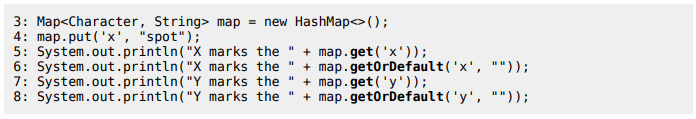 3: Map<Character, String> map = new HashMap<>();
4: map.put('x', "spot");
5: System.out.println("X marks the " + map.get('x'));
6: System.out.println("X marks the " + map.getOrDefault('x', ""));
7: System.out.println("Y marks the " + map.get('y'));
8: System.out.println("Y marks the " + map.getOrDefault('y', ""));